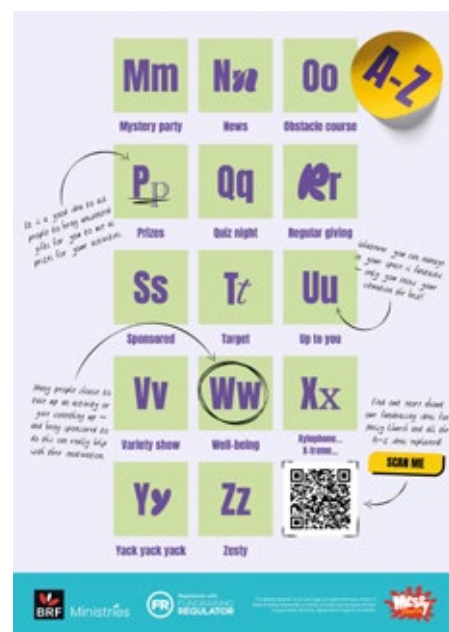 A-Z
Mm
Nn
Oo
Mystery party
News
Obstacle course
Pp
Qq
Rr
Prizes
Quiz night
Regular giving
It is a good idea to ask
people to bring unwanted
gifts for you to use as
prizes for your activities
Whatever you can manage
in your space is fantastic
– only you know your
situation the best!
Ss
Tt
Uu
Sponsored
Target
Up to you
Vv
Ww
Xx
Variety show
Well-being
Xylophone...
X-treme...
Many people choose to
take up an activity or
give something up –
and being sponsored to
do this can really help
with their motivation.
Find out more about
our fundraising ideas for
Messy Church and all the
A-Z ideas explained
SCAN ME
Yy
Zz
Yack yack yack
Zesty
BRF Ministries
FR
Registered with
FUNDRAISING
REGULATOR
Messy